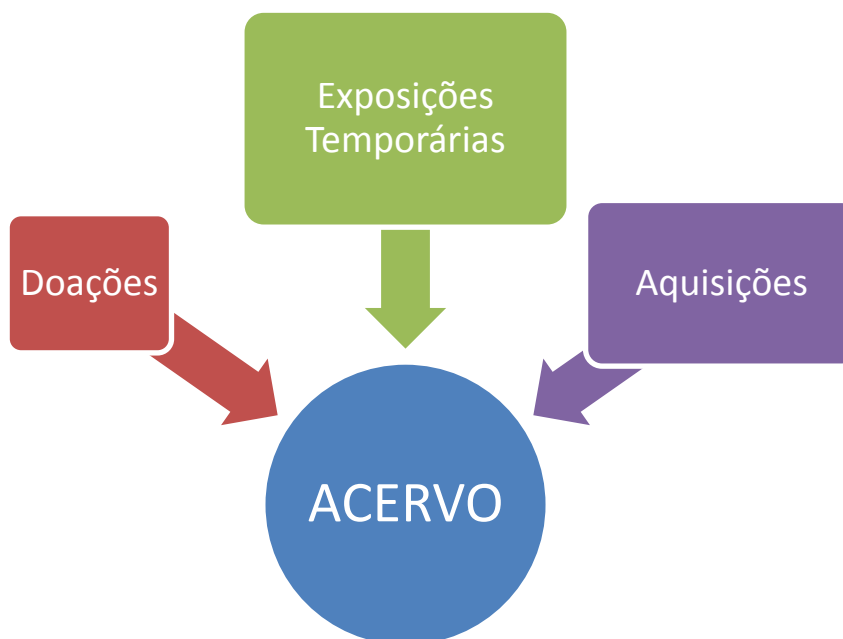 Exposições
Temporárias
Doações
Aquisições
ACERVO